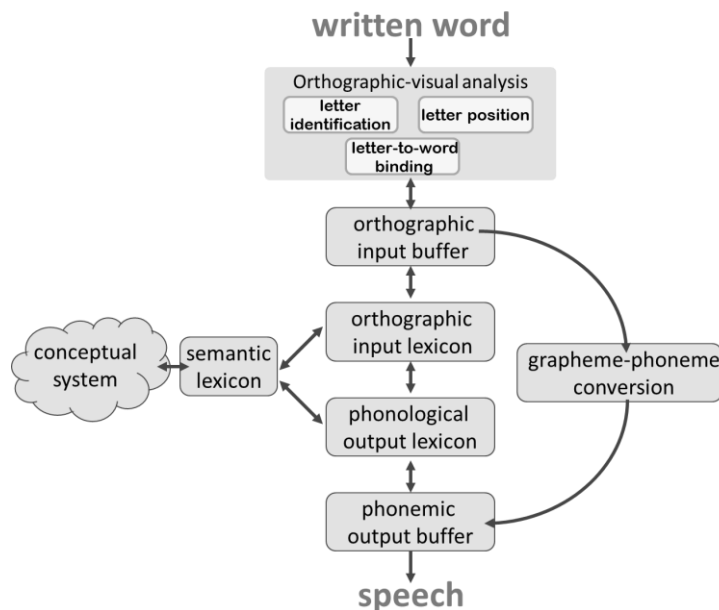 written word
Orthographic-visual analysis
letter
identification
letter position
letter-to-word
binding
orthographic
input buffer
orthographic
input lexicon
conceptual
system
semantic
lexicon
grapheme-phoneme
conversion
phonological
output lexicon
phonemic
output buffer
speech